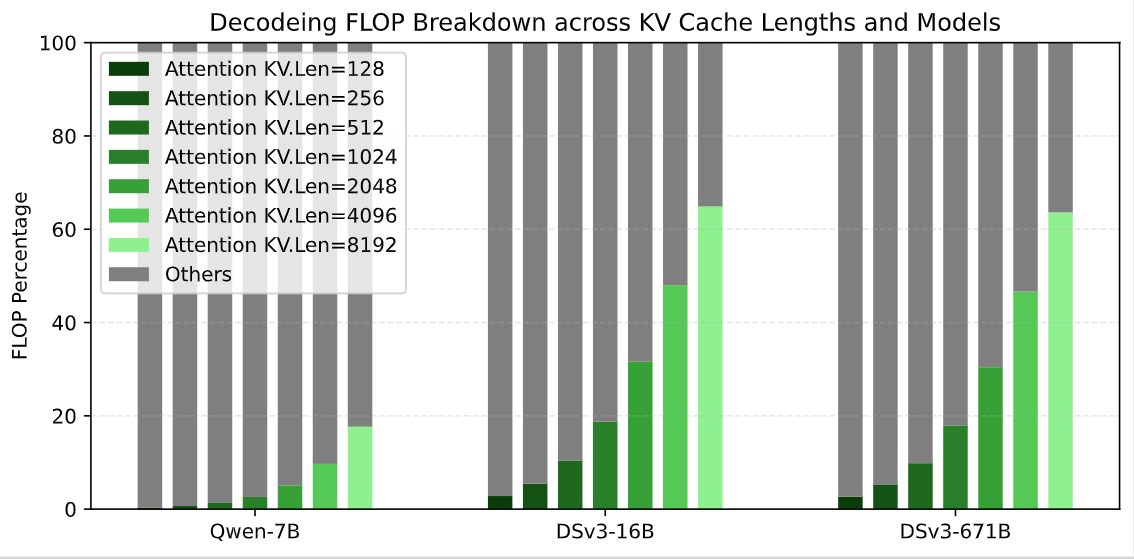 Decodeing FLOP Breakdown across KV Cache Lengths and Models
FLOP Percentage
100
80
60
40
20
0
Attention KV.Len=128
Attention KV.Len=256
Attention KV.Len=512
Attention KV.Len=1024
Attention KV.Len=2048
Attention KV.Len=4096
Attention KV.Len=8192
Others
Qwen-7B
DSv3-16B
DSv3-671B